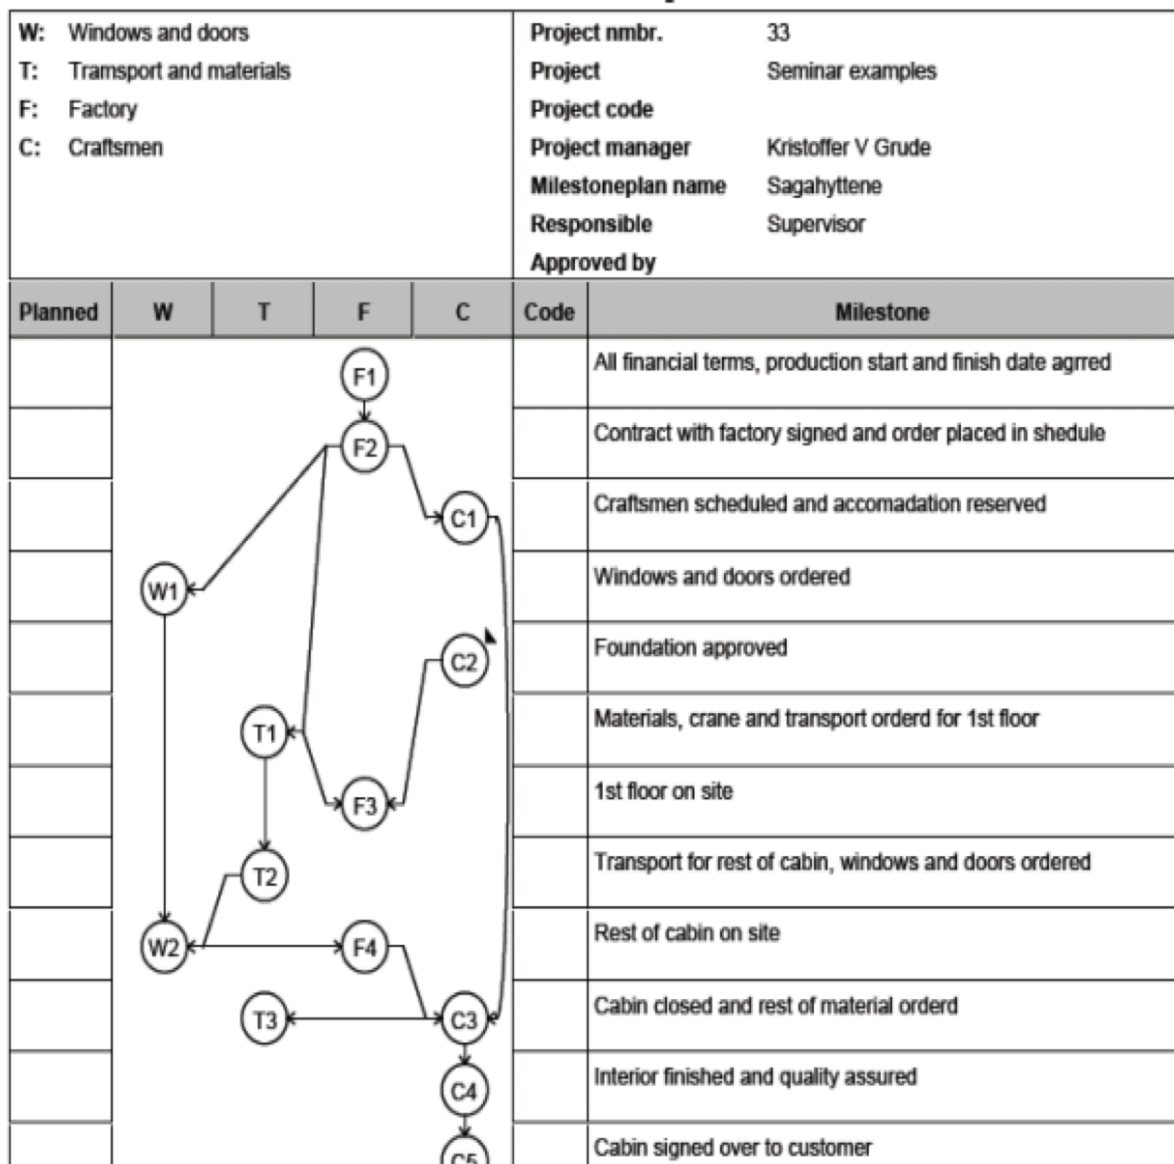 W: Windows and doors
T: Tramsport and materials
F: Factory
C: Craftsmen
Project nmbr. 33
Project Seminar examples
Project code
Project manager Kristoffer V Grude
Milestoneplan name Sagahyttene
Responsible Supervisor
Approved by
Planned W T F C Code Milestone
F1 All financial terms, production start and finish date agrred
F2 Contract with factory signed and order placed in shedule
C1 Craftsmen scheduled and accomadation reserved
W1 Windows and doors ordered
C2 Foundation approved
T1 Materials, crane and transport orderd for 1st floor
F3 1st floor on site
T2 Transport for rest of cabin, windows and doors ordered
W2 F4 Rest of cabin on site
T3 C3 Cabin closed and rest of material orderd
C4 Interior finished and quality assured
C5 Cabin signed over to customer